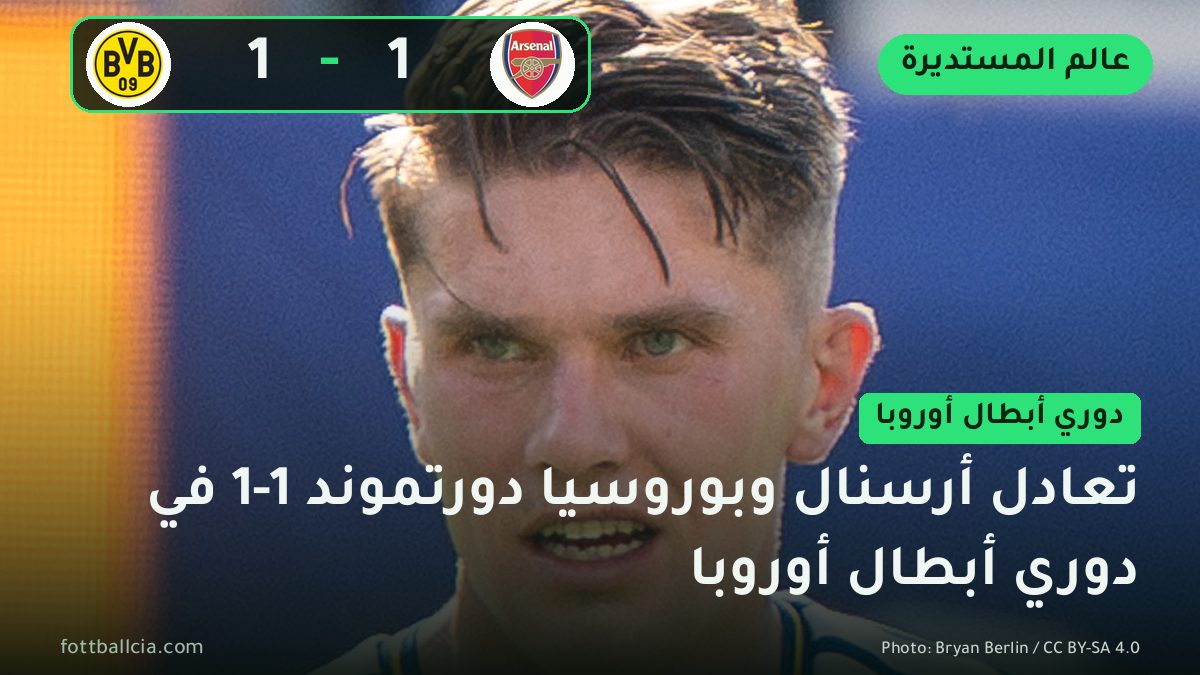 عالم المستديرة
BVB
09
1 - 1
Arsenal
دوري أبطال أوروبا
تعادل أرسنال وبوروسيا دورتموند 1-1 في
دوري أبطال أوروبا
fottballcia.com
Photo: Bryan Berlin / CC BY-SA 4.0